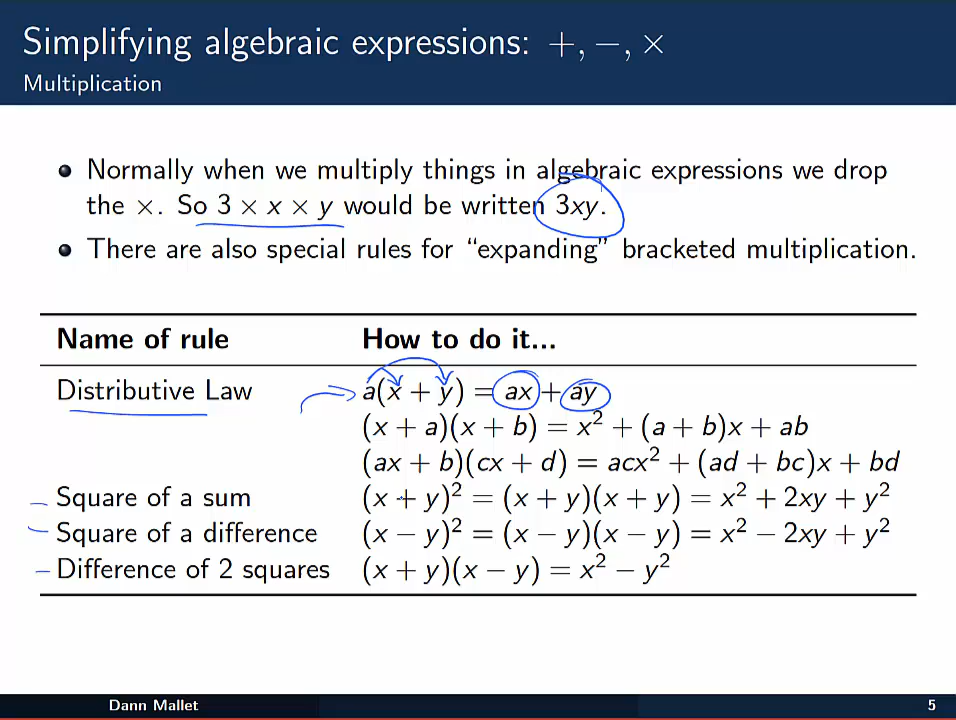 Simplifying algebraic expressions: +, −, ×
Multiplication
Normally when we multiply things in algebraic expressions we drop
the ×. So 3 × x × y would be written 3xy.
There are also special rules for “expanding” bracketed multiplication.
Name of rule How to do it...
Distributive Law a(x + y) = ax + ay
(x + a)(x + b) = x² + (a + b)x + ab
(ax + b)(cx + d) = acx² + (ad + bc)x + bd
Square of a sum (x + y)² = (x + y)(x + y) = x² + 2xy + y²
Square of a difference (x − y)² = (x − y)(x − y) = x² − 2xy + y²
Difference of 2 squares (x + y)(x − y) = x² − y²
Dann Mallet 5